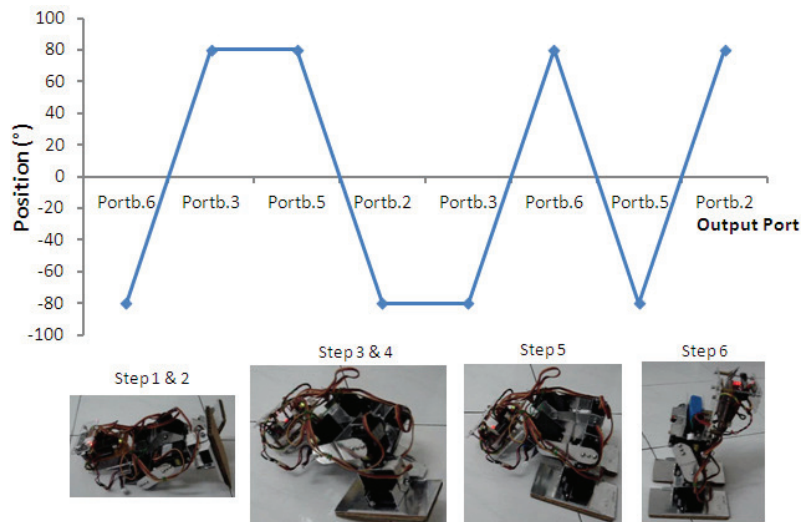 100
80
60
40
20
0
-20
-40
-60
-80
-100
Position (°)
Portb.6 Portb.3 Portb.5 Portb.2 Portb.3 Portb.6 Portb.5 Portb.2
Output Port
Step 1 & 2
Step 3 & 4
Step 5
Step 6